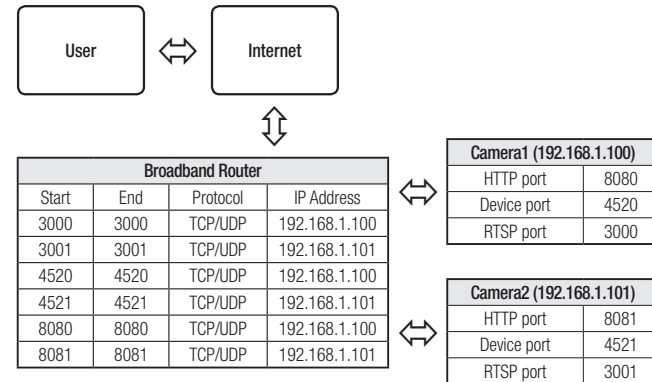 User
Internet
Broadband Router
Start End Protocol IP Address
3000 3000 TCP/UDP 192.168.1.100
3001 3001 TCP/UDP 192.168.1.101
4520 4520 TCP/UDP 192.168.1.100
4521 4521 TCP/UDP 192.168.1.101
8080 8080 TCP/UDP 192.168.1.100
8081 8081 TCP/UDP 192.168.1.101
Camera1 (192.168.1.100)
HTTP port 8080
Device port 4520
RTSP port 3000
Camera2 (192.168.1.101)
HTTP port 8081
Device port 4521
RTSP port 3001